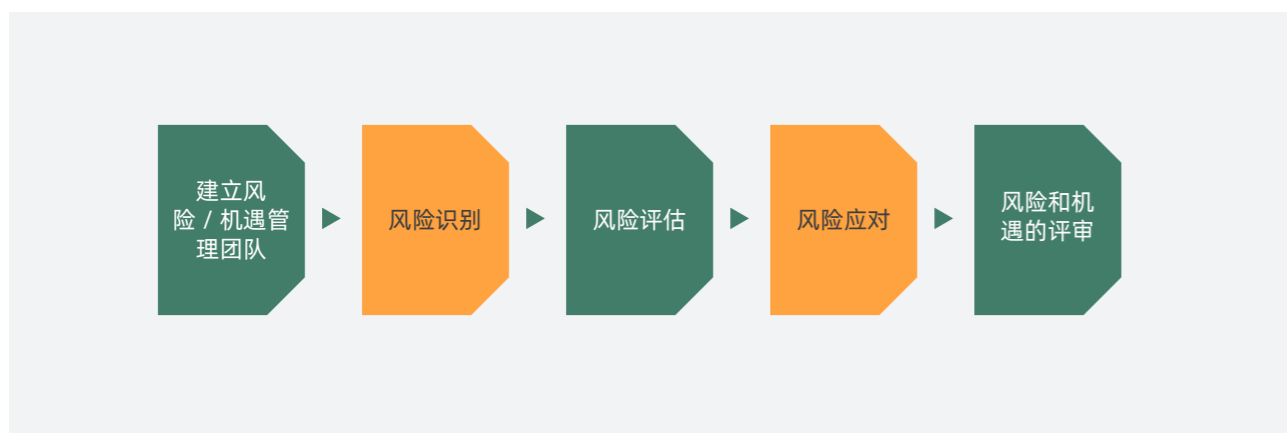 建立风
险 / 机遇管
理团队
风险识别
风险评估
风险应对
风险和机
遇的评审